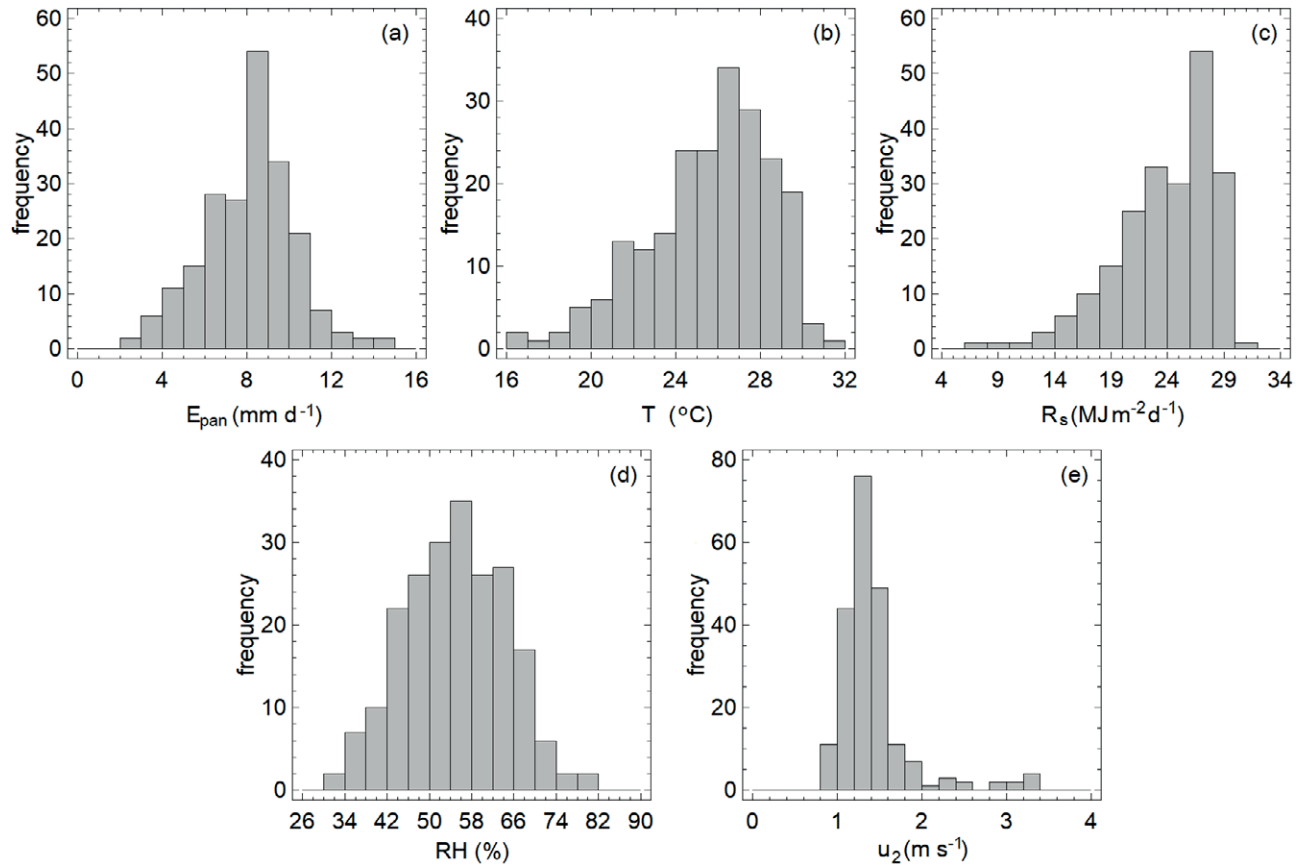 60
50
40
30
20
10
0
frequency
(a)
0 4 8 12 16
E_pan (mm d⁻¹)
40
30
20
10
0
frequency
(b)
16 20 24 28 32
T (°C)
60
50
40
30
20
10
0
frequency
(c)
4 9 14 19 24 29 34
R_s (MJ m⁻² d⁻¹)
40
30
20
10
0
frequency
(d)
26 34 42 50 58 66 74 82 90
RH (%)
80
60
40
20
0
frequency
(e)
0 1 2 3 4
u₂ (m s⁻¹)